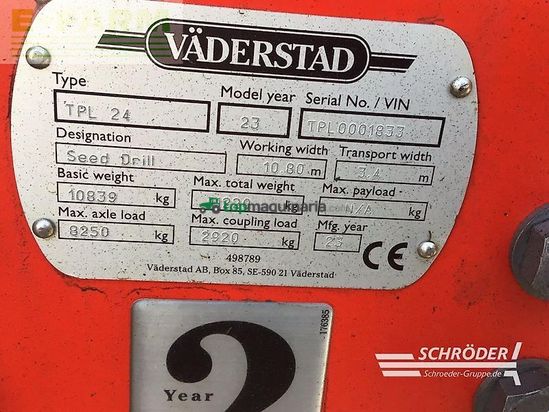 VÄDERSTAD
Type Model year Serial No. / VIN
TPL 24 23 TPL0001833
Designation Working width Transport width
Seed Drill 10.80 m 3.4 m
Basic weight Max. total weight Max. payload
10839 kg kg N/A kg
Max. axle load Max. coupling load Mfg. year
8250 kg 2920 kg 23
CE
498789
Väderstad AB, Box 85, SE-590 21 Väderstad
topmaquinaria
.com
2
Year
176385
SCHRÖDER
Schroeder-Gruppe.de